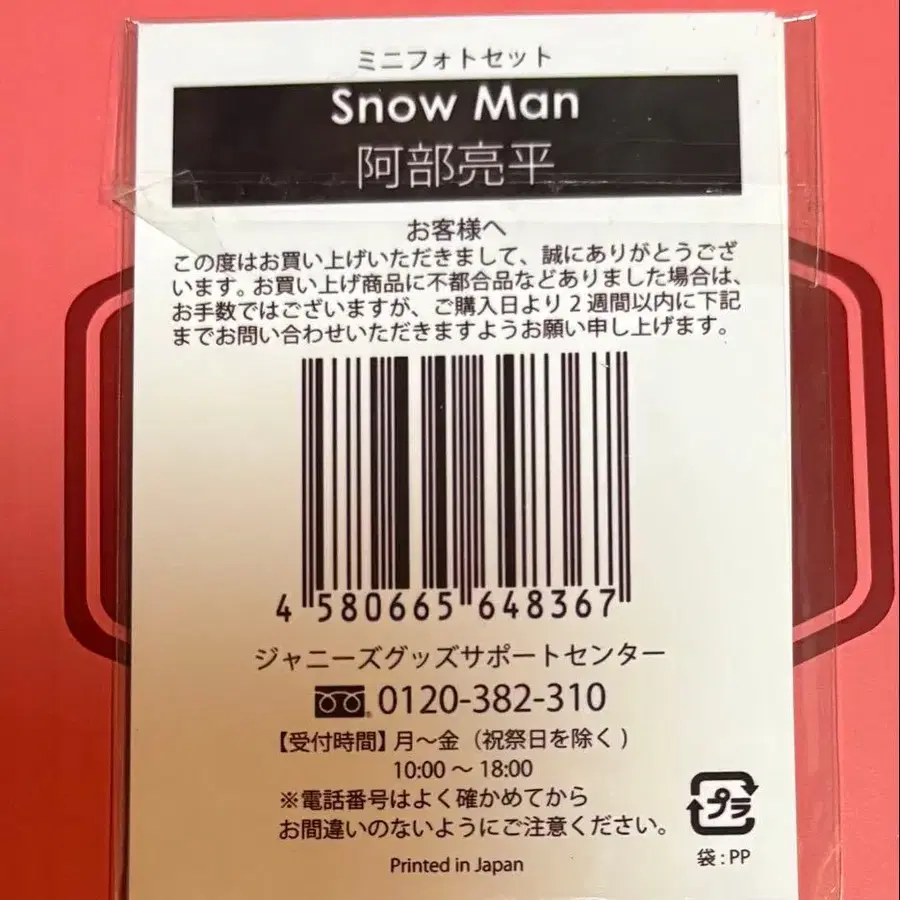 ミニフォトセット
Snow Man
阿部亮平
お客様へ
この度はお買い上げいただきまして、誠にありがとうござ
います。お買い上げ商品に不都合品などありました場合は、
お手数ではございますが、ご購入日より2週間以内に下記
までお問い合わせいただきますようお願い申し上げます。
4 580665 648367
ジャニーズグッズサポートセンター
0120-382-310
【受付時間】月～金（祝祭日を除く）
10:00 ～ 18:00
※電話番号はよく確かめてから
お間違いのないようにご注意ください。
プラ
袋:PP
Printed in Japan